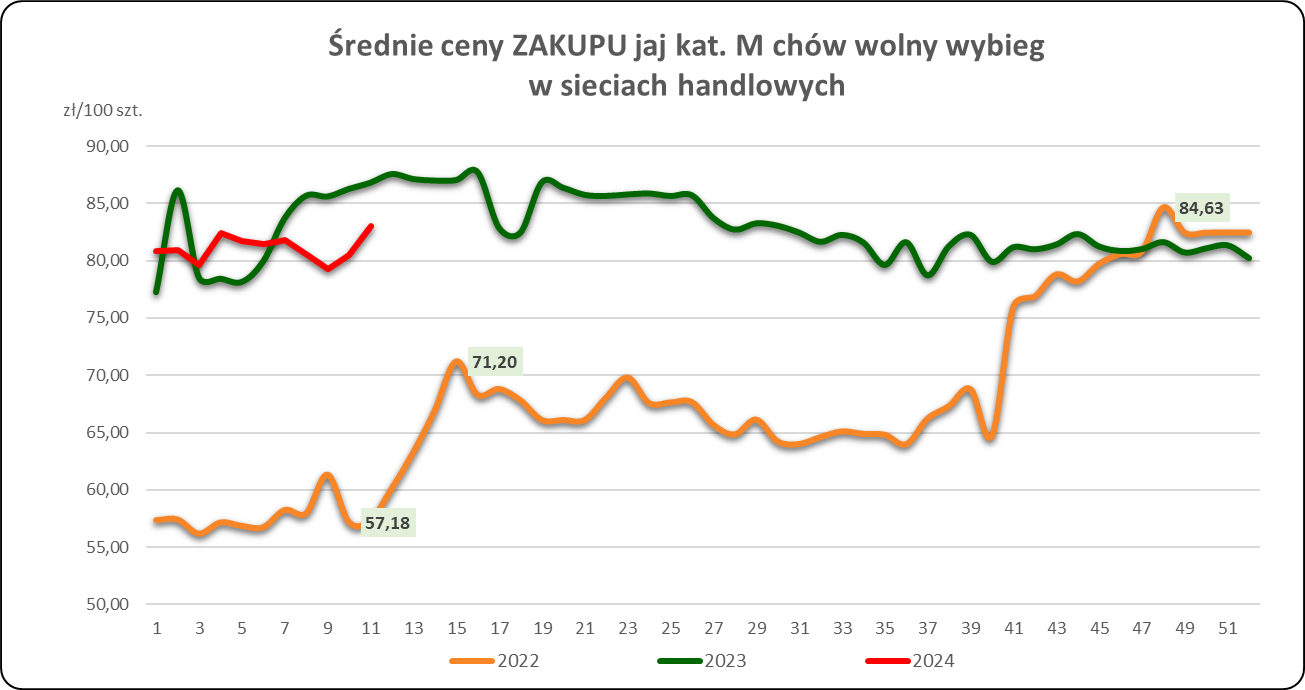 Średnie ceny ZAKUPU jaj kat. M chów wolny wybieg
w sieciach handlowych
zł/100 szt.
90,00
85,00
80,00
75,00
70,00
65,00
60,00
55,00
50,00
84,63
71,20
57,18
1 3 5 7 9 11 13 15 17 19 21 23 25 27 29 31 33 35 37 39 41 43 45 47 49 51
2022 2023 2024